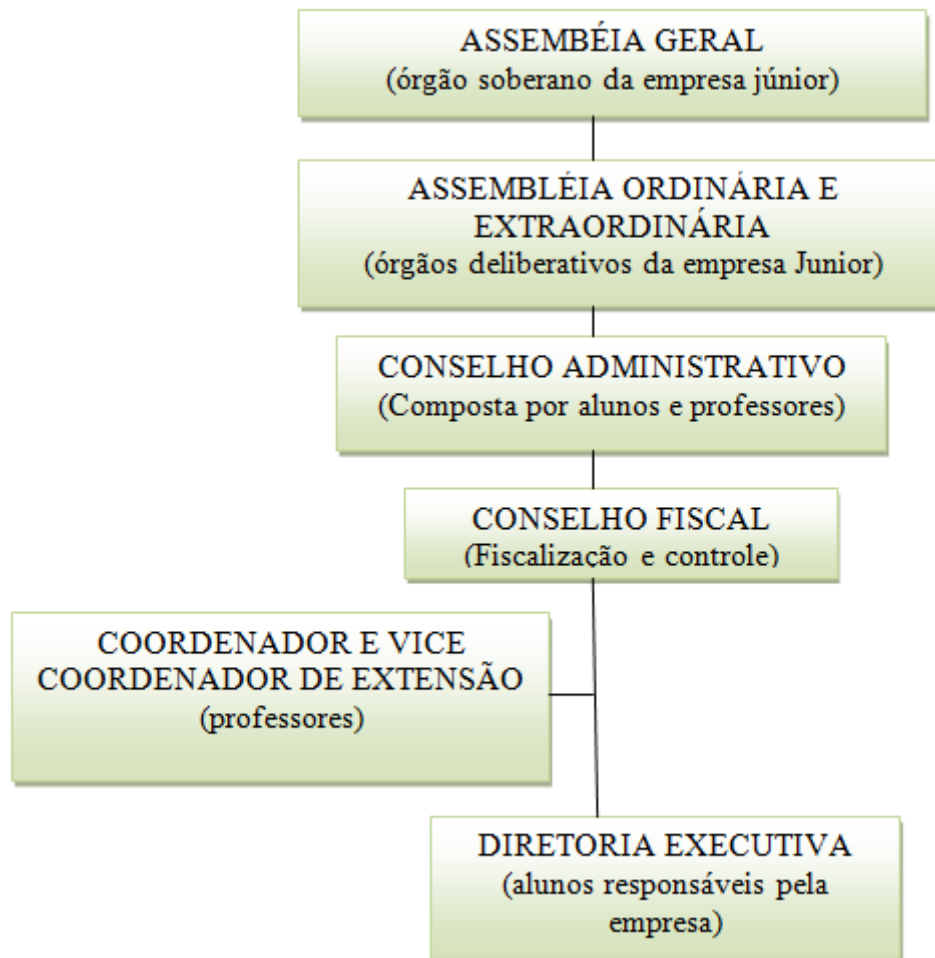 ASSEMBÉIA GERAL
(órgão soberano da empresa júnior)
ASSEMBLÉIA ORDINÁRIA E
EXTRAORDINÁRIA
(órgãos deliberativos da empresa Junior)
CONSELHO ADMINISTRATIVO
(Composta por alunos e professores)
CONSELHO FISCAL
(Fiscalização e controle)
COORDENADOR E VICE
COORDENADOR DE EXTENSÃO
(professores)
DIRETORIA EXECUTIVA
(alunos responsáveis pela
empresa)